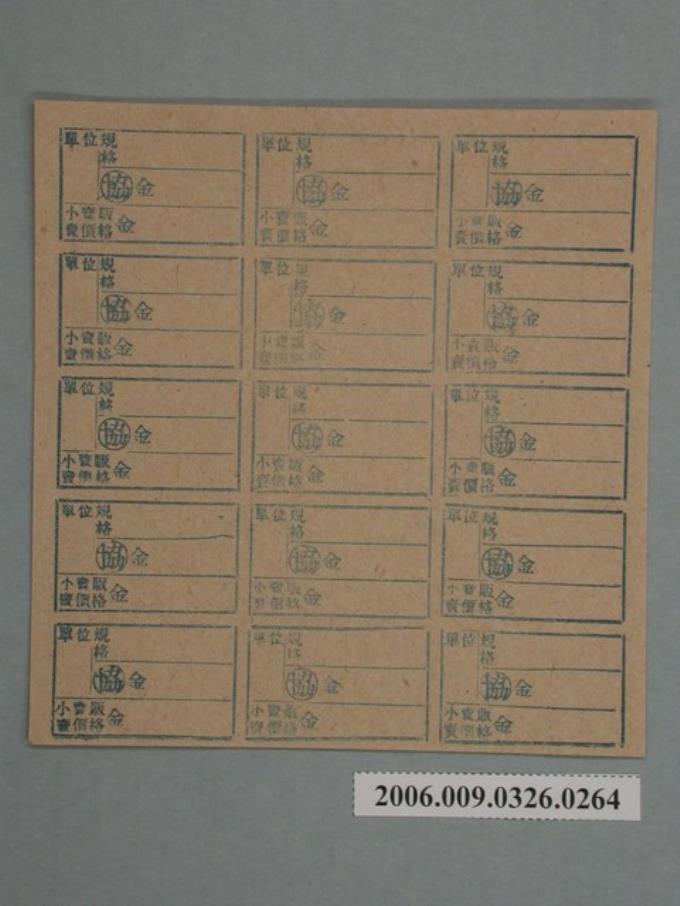 單位規
格
協金
小賣販
賣價格金
單位規
格
協金
小賣販
賣價格金
單位規
格
協金
小賣販
賣價格金
單位規
格
協金
小賣販
賣價格金
單位規
格
協金
小賣販
賣價格金
單位規
格
協金
小賣販
賣價格金
單位規
格
協金
小賣販
賣價格金
單位規
格
協金
小賣販
賣價格金
單位規
格
協金
小賣販
賣價格金
單位規
格
協金
小賣販
賣價格金
單位規
格
協金
小賣販
賣價格金
單位規
格
協金
小賣販
賣價格金
單位規
格
協金
小賣販
賣價格金
單位規
格
協金
小賣販
賣價格金
單位規
格
協金
小賣販
賣價格金
2006.009.0326.0264